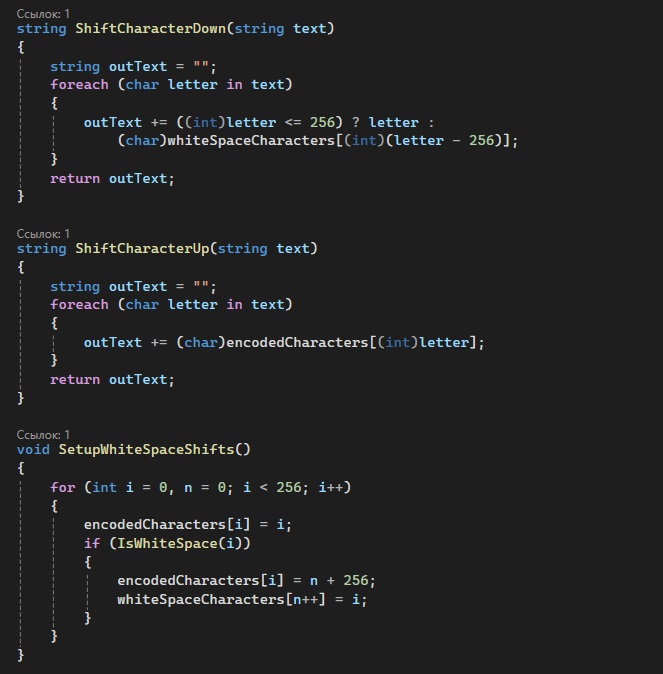 Ссылок: 1
string ShiftCharacterDown(string text)
{
    string outText = "";
    foreach (char letter in text)
    {
        outText += ((int)letter <= 256) ? letter :
            (char)whiteSpaceCharacters[(int)(letter - 256)];
    }
    return outText;
}
Ссылок: 1
string ShiftCharacterUp(string text)
{
    string outText = "";
    foreach (char letter in text)
    {
        outText += (char)encodedCharacters[(int)letter];
    }
    return outText;
}
Ссылок: 1
void SetupWhiteSpaceShifts()
{
    for (int i = 0, n = 0; i < 256; i++)
    {
        encodedCharacters[i] = i;
        if (IsWhiteSpace(i))
        {
            encodedCharacters[i] = n + 256;
            whiteSpaceCharacters[n++] = i;
        }
    }
}